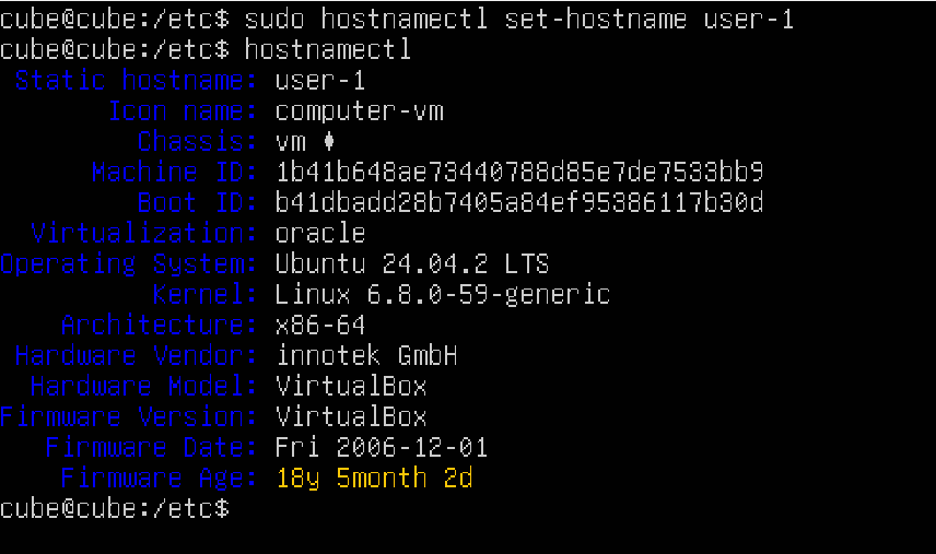 cube@cube:/etc$ sudo hostnamectl set-hostname user-1
cube@cube:/etc$ hostnamectl
Static hostname: user-1
Icon name: computer-vm
Chassis: vm ♦
Machine ID: 1b41b648ae73440788d85e7de7533bb9
Boot ID: b41dbadd28b7405a84ef95386117b30d
Virtualization: oracle
Operating System: Ubuntu 24.04.2 LTS
Kernel: Linux 6.8.0-59-generic
Architecture: x86-64
Hardware Vendor: innotek GmbH
Hardware Model: VirtualBox
Firmware Version: VirtualBox
Firmware Date: Fri 2006-12-01
Firmware Age: 18y 5month 2d
cube@cube:/etc$